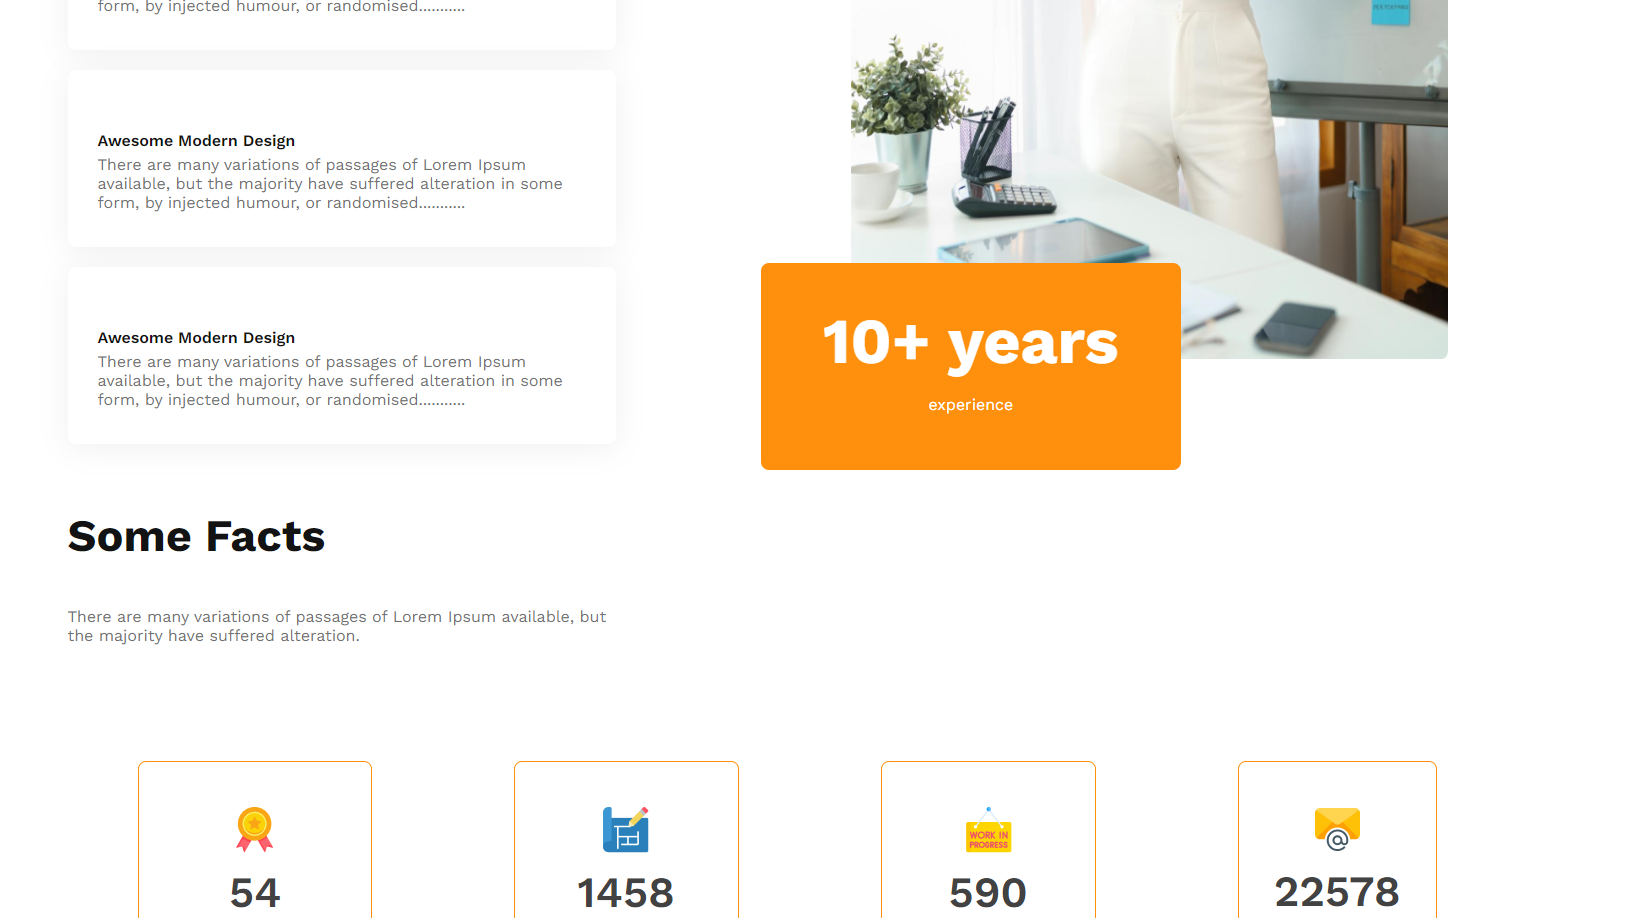 form, by injected humour, or randomised...........
Awesome Modern Design
There are many variations of passages of Lorem Ipsum
available, but the majority have suffered alteration in some
form, by injected humour, or randomised...........
Awesome Modern Design
There are many variations of passages of Lorem Ipsum
available, but the majority have suffered alteration in some
form, by injected humour, or randomised...........
10+ years
experience
Some Facts
There are many variations of passages of Lorem Ipsum available, but
the majority have suffered alteration.
WORK IN
PROGRESS
54
1458
590
22578